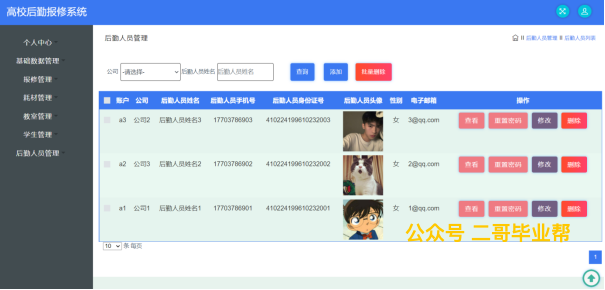 高校后勤报修系统
个人中心
基础数据管理
报修管理
耗材管理
教室管理
学生管理
后勤人员管理
后勤人员管理
后勤人员管理 后勤人员列表
公司 -请选择- 后勤人员姓名 后勤人员姓名 查询 添加 批量删除
账户 公司 后勤人员姓名 后勤人员手机号 后勤人员身份证号 后勤人员头像 性别 电子邮箱 操作
a3 公司2 后勤人员姓名3 17703786903 410224199610232003 女 3@qq.com 查看 重置密码 修改 删除
a2 公司3 后勤人员姓名2 17703786902 410224199610232002 女 2@qq.com 查看 重置密码 修改 删除
a1 公司1 后勤人员姓名1 17703786901 410224199610232001 女 1@qq.com 查看 重置密码 修改 删除
公众号 二哥毕业帮
10 条 每页
1